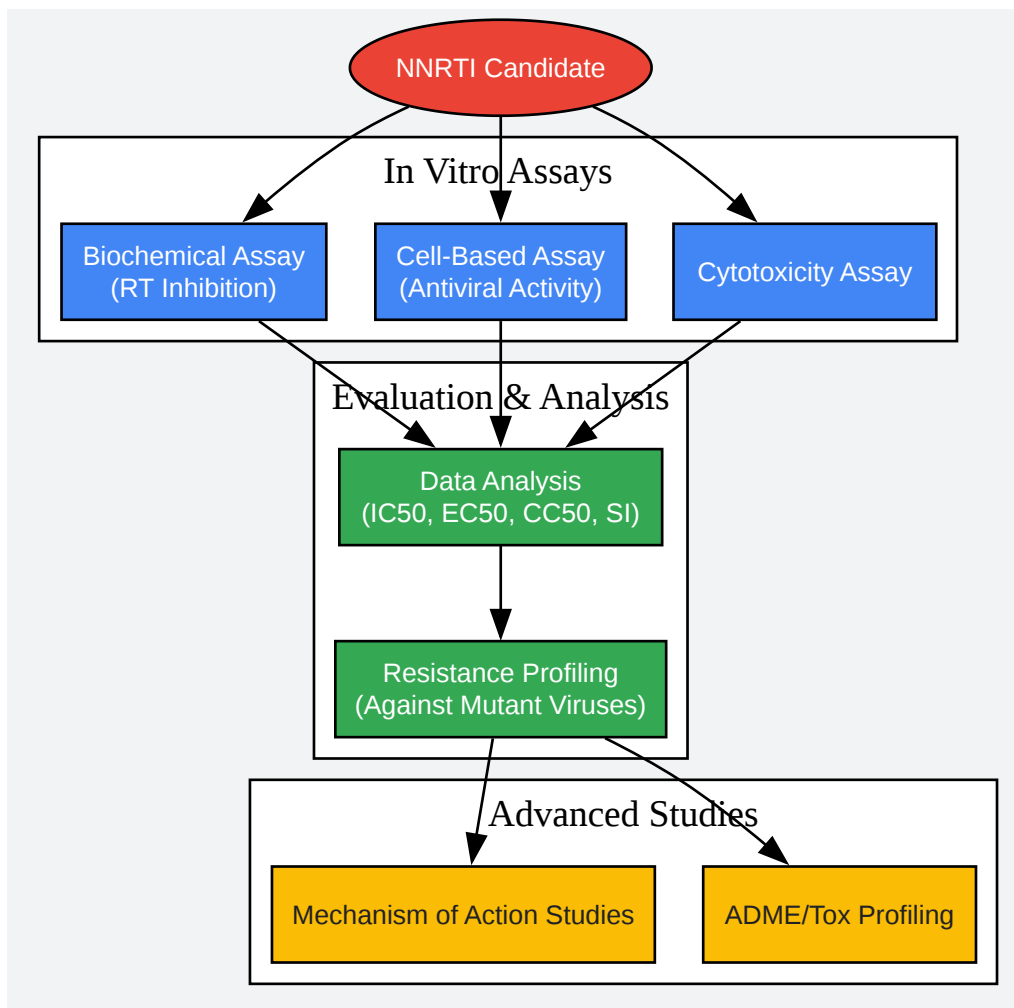 NNRTI Candidate
In Vitro Assays
Biochemical Assay
(RT Inhibition)
Cell-Based Assay
(Antiviral Activity)
Cytotoxicity Assay
Evaluation & Analysis
Data Analysis
(IC50, EC50, CC50, SI)
Resistance Profiling
(Against Mutant Viruses)
Advanced Studies
Mechanism of Action Studies
ADME/Tox Profiling